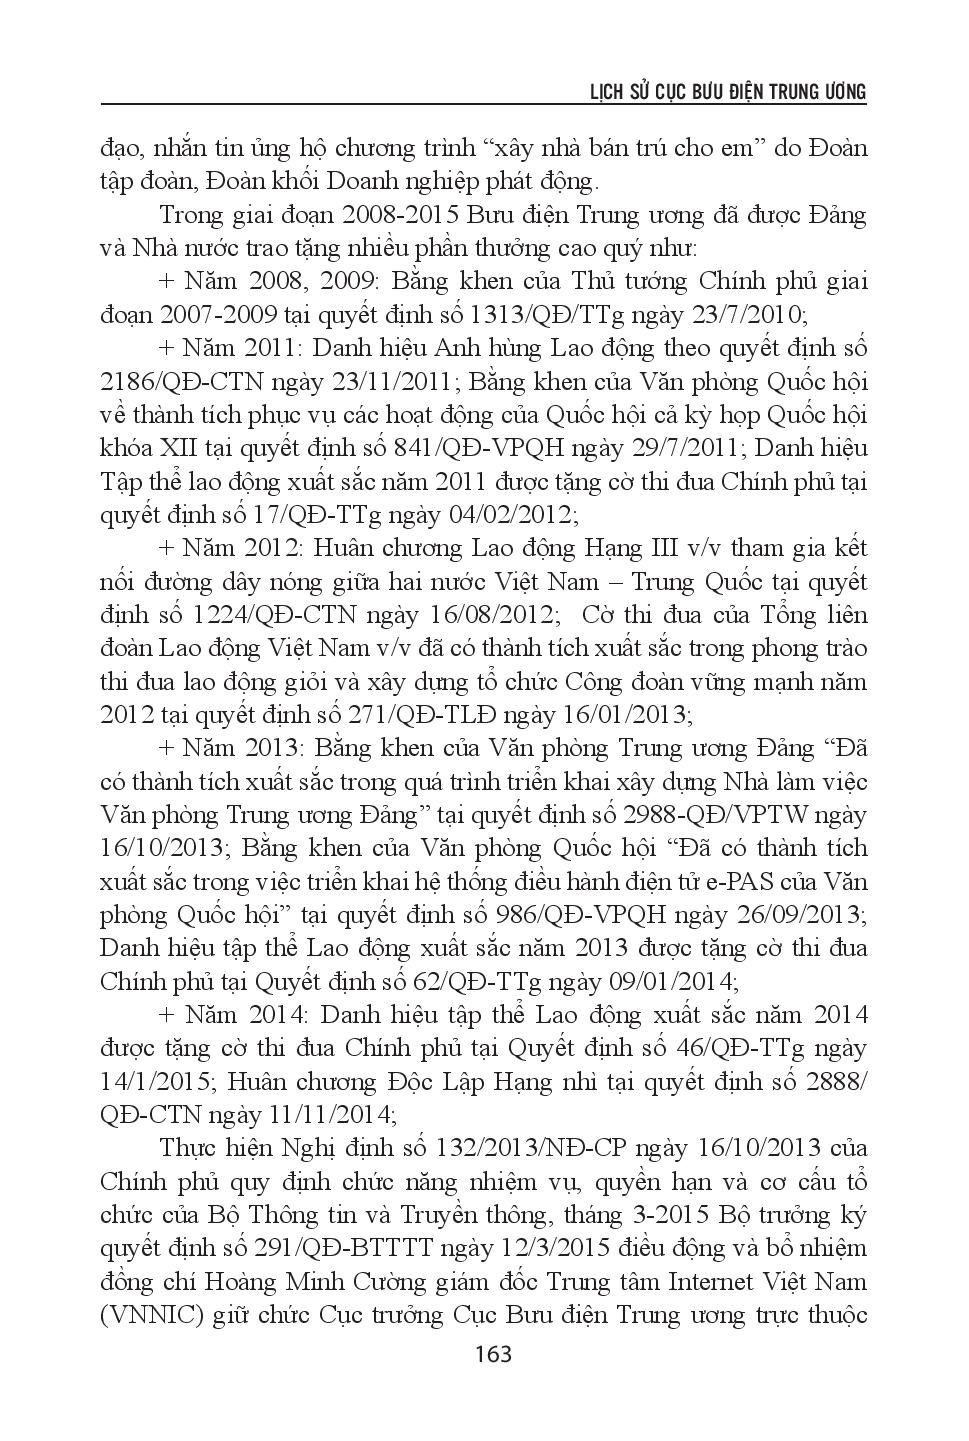 LỊCH SỬ CỤC BƯU ĐIỆN TRUNG ƯƠNG
đạo, nhắn tin ủng hộ chương trình “xây nhà bán trú cho em” do Đoàn
tập đoàn, Đoàn khối Doanh nghiệp phát động.
Trong giai đoạn 2008-2015 Bưu điện Trung ương đã được Đảng
và Nhà nước trao tặng nhiều phần thưởng cao quý như:
+ Năm 2008, 2009: Bằng khen của Thủ tướng Chính phủ giai
đoạn 2007-2009 tại quyết định số 1313/QĐ/TTg ngày 23/7/2010;
+ Năm 2011: Danh hiệu Anh hùng Lao động theo quyết định số
2186/QĐ-CTN ngày 23/11/2011; Bằng khen của Văn phòng Quốc hội
về thành tích phục vụ các hoạt động của Quốc hội cả kỳ họp Quốc hội
khóa XII tại quyết định số 841/QĐ-VPQH ngày 29/7/2011; Danh hiệu
Tập thể lao động xuất sắc năm 2011 được tặng cờ thi đua Chính phủ tại
quyết định số 17/QĐ-TTg ngày 04/02/2012;
+ Năm 2012: Huân chương Lao động Hạng III v/v tham gia kết
nối đường dây nóng giữa hai nước Việt Nam – Trung Quốc tại quyết
định số 1224/QĐ-CTN ngày 16/08/2012;  Cờ thi đua của Tổng liên
đoàn Lao động Việt Nam v/v đã có thành tích xuất sắc trong phong trào
thi đua lao động giỏi và xây dựng tổ chức Công đoàn vững mạnh năm
2012 tại quyết định số 271/QĐ-TLĐ ngày 16/01/2013;
+ Năm 2013: Bằng khen của Văn phòng Trung ương Đảng “Đã
có thành tích xuất sắc trong quá trình triển khai xây dựng Nhà làm việc
Văn phòng Trung ương Đảng” tại quyết định số 2988-QĐ/VPTW ngày
16/10/2013; Bằng khen của Văn phòng Quốc hội “Đã có thành tích
xuất sắc trong việc triển khai hệ thống điều hành điện tử e-PAS của Văn
phòng Quốc hội” tại quyết định số 986/QĐ-VPQH ngày 26/09/2013;
Danh hiệu tập thể Lao động xuất sắc năm 2013 được tặng cờ thi đua
Chính phủ tại Quyết định số 62/QĐ-TTg ngày 09/01/2014;
+ Năm 2014: Danh hiệu tập thể Lao động xuất sắc năm 2014
được tặng cờ thi đua Chính phủ tại Quyết định số 46/QĐ-TTg ngày
14/1/2015; Huân chương Độc Lập Hạng nhì tại quyết định số 2888/
QĐ-CTN ngày 11/11/2014;
Thực hiện Nghị định số 132/2013/NĐ-CP ngày 16/10/2013 của
Chính phủ quy định chức năng nhiệm vụ, quyền hạn và cơ cấu tổ
chức của Bộ Thông tin và Truyền thông, tháng 3-2015 Bộ trưởng ký
quyết định số 291/QĐ-BTTTT ngày 12/3/2015 điều động và bổ nhiệm
đồng chí Hoàng Minh Cường giám đốc Trung tâm Internet Việt Nam
(VNNIC) giữ chức Cục trưởng Cục Bưu điện Trung ương trực thuộc
163